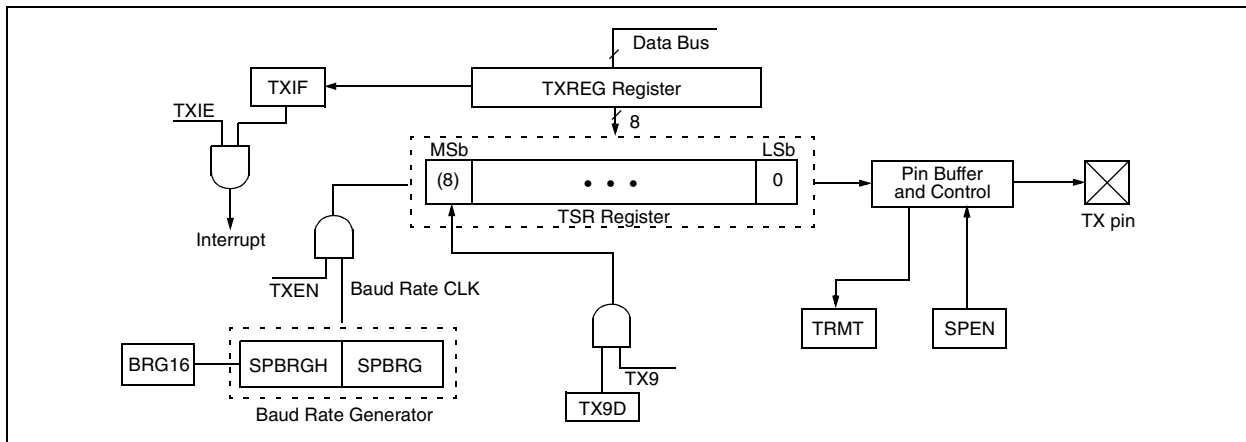 Data Bus
TXIF
TXREG Register
TXIE
8
MSb
LSb
(8)
• • •
0
Pin Buffer
and Control
TSR Register
TX pin
Interrupt
TXEN
Baud Rate CLK
TRMT
SPEN
BRG16
SPBRGH
SPBRG
TX9
TX9D
Baud Rate Generator